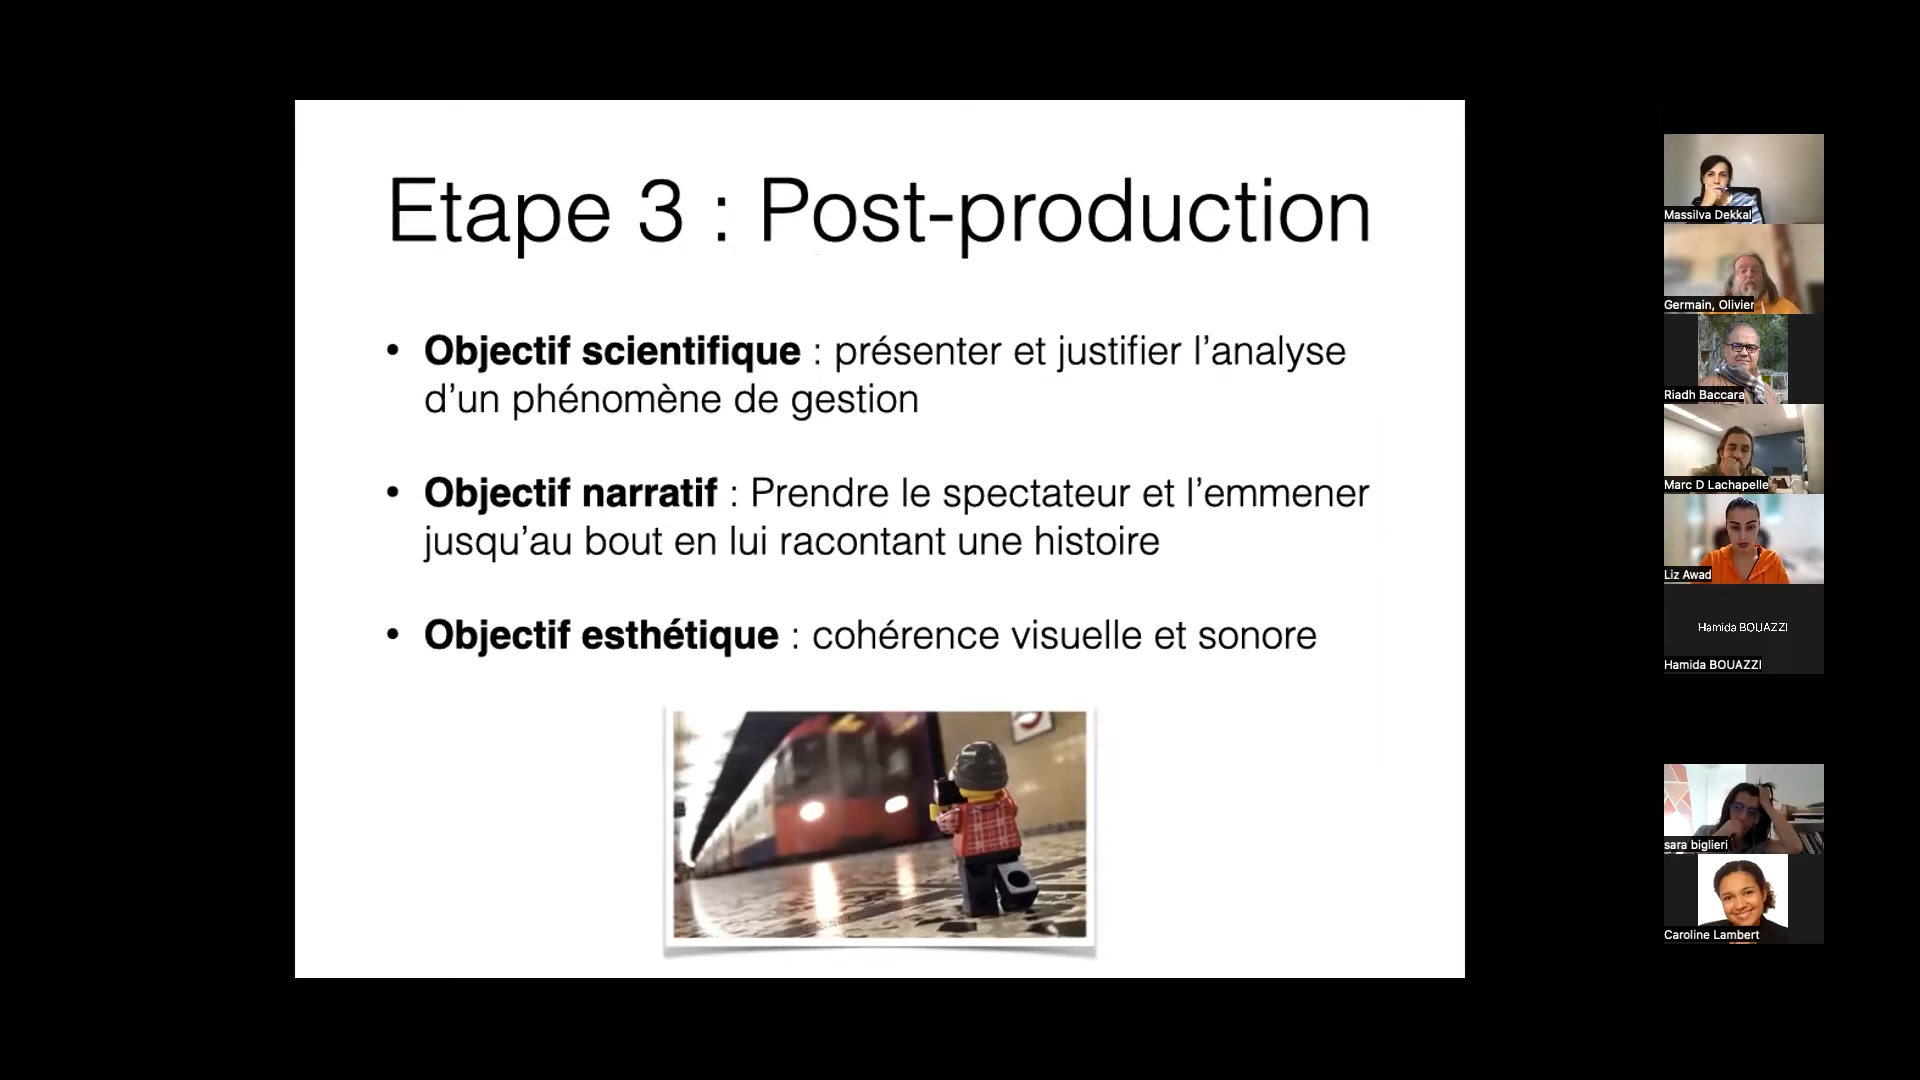 Etape 3 : Post-production
• Objectif scientifique : présenter et justifier l’analyse
d’un phénomène de gestion
• Objectif narratif : Prendre le spectateur et l’emmener
jusqu’au bout en lui racontant une histoire
• Objectif esthétique : cohérence visuelle et sonore
Massilva Dekkal
Germain, Olivier
Riadh Baccara
Marc D Lachapelle
Liz Awad
Hamida BOUAZZI
Hamida BOUAZZI
sara biglieri
Caroline Lambert